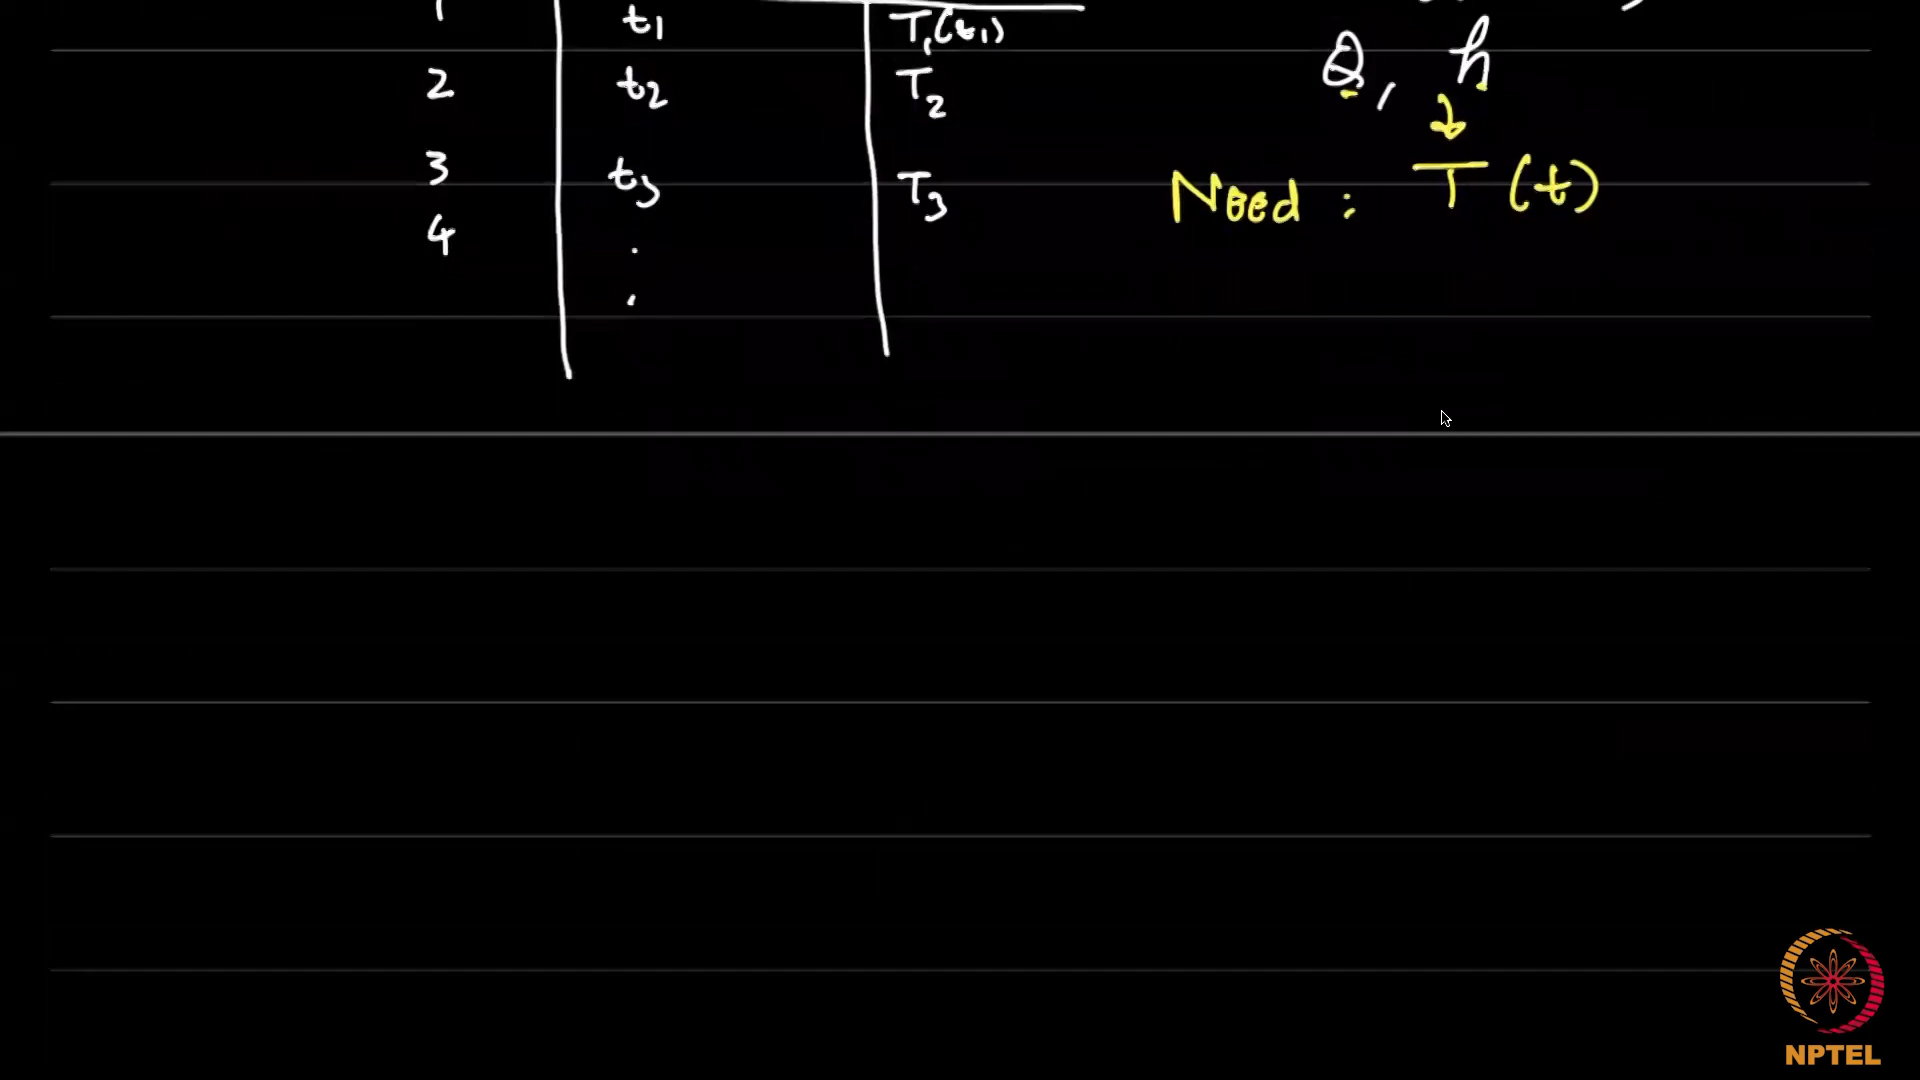 1 t1 T1(t1)
2 t2 T2
3 t3 T3
4 .
.
Q, h
Need : T (t)
NPTEL